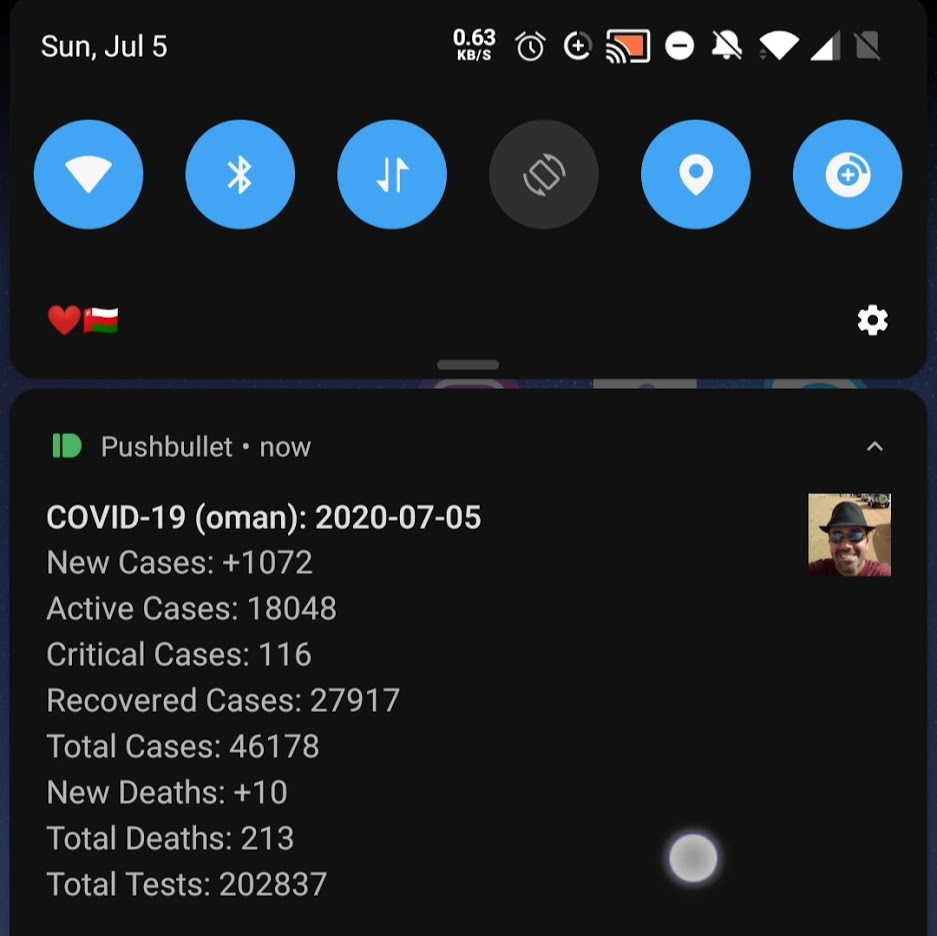 Sun, Jul 5
0.63
KB/S
Pushbullet • now
COVID-19 (oman): 2020-07-05
New Cases: +1072
Active Cases: 18048
Critical Cases: 116
Recovered Cases: 27917
Total Cases: 46178
New Deaths: +10
Total Deaths: 213
Total Tests: 202837